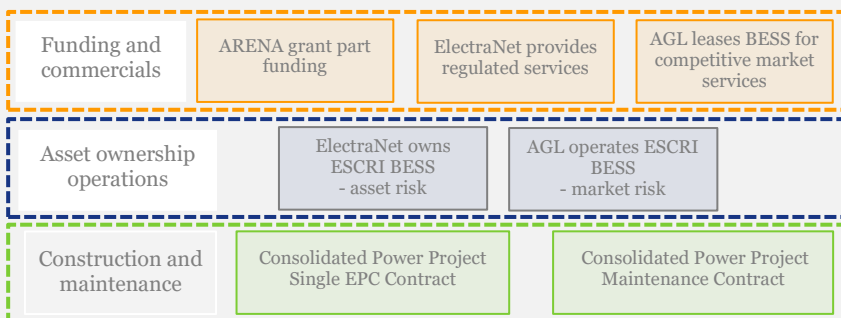 Funding and
commercials
ARENA grant part
funding
ElectraNet provides
regulated services
AGL leases BESS for
competitive market
services
Asset ownership
operations
ElectraNet owns
ESCRI BESS
- asset risk
AGL operates ESCRI
BESS
- market risk
Construction and
maintenance
Consolidated Power Project
Single EPC Contract
Consolidated Power Project
Maintenance Contract